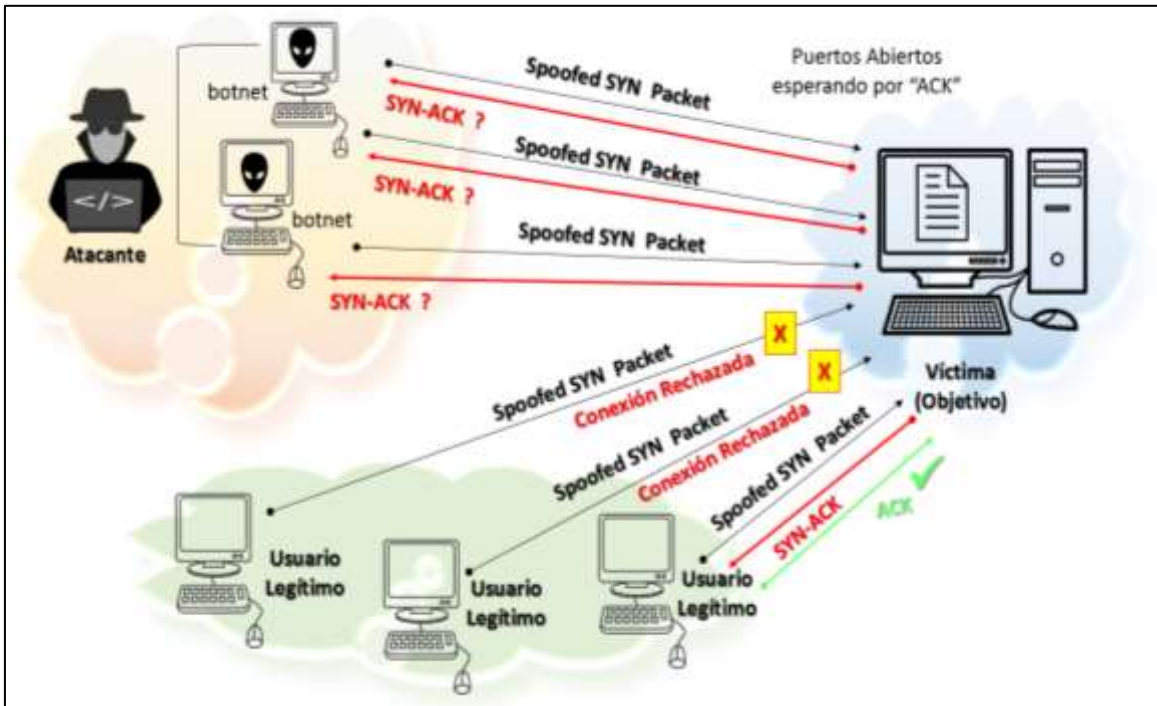 botnet
botnet
</>
Atacante
Spoofed SYN Packet
SYN-ACK ?
Spoofed SYN Packet
SYN-ACK ?
Spoofed SYN Packet
SYN-ACK ?
Puertos Abiertos
esperando por “ACK”
Víctima
(Objetivo)
X
Spoofed SYN Packet
Conexión Rechazada
X
Spoofed SYN Packet
Conexión Rechazada
Spoofed SYN Packet
SYN-ACK
ACK
Usuario
Legítimo
Usuario
Legítimo
Usuario
Legítimo